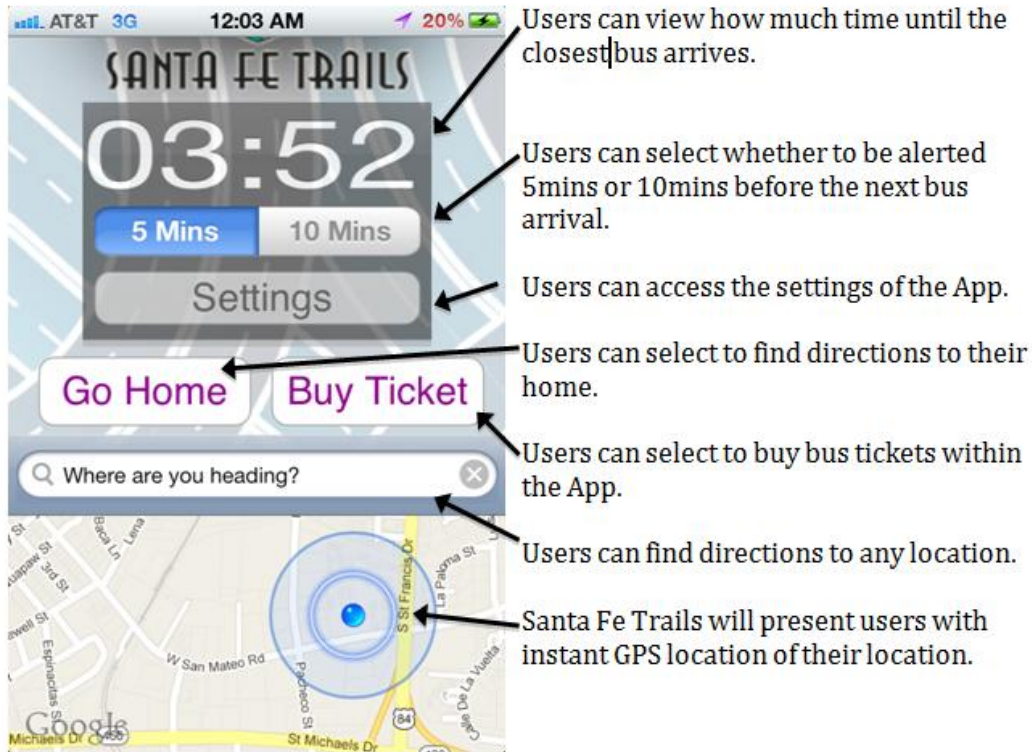 AT&T 3G 12:03 AM 20%
SANTA FE TRAILS
03:52
5 Mins 10 Mins
Settings
Go Home Buy Ticket
Where are you heading?
Users can view how much time until the
closest bus arrives.
Users can select whether to be alerted
5mins or 10mins before the next bus
arrival.
Users can access the settings of the App.
Users can select to find directions to their
home.
Users can select to buy bus tickets within
the App.
Users can find directions to any location.
Santa Fe Trails will present users with
instant GPS location of their location.
St
Baca Ln
Lena
3rd St
Espinacitas S
W San Mateo Rd
Pacheco St
S St Francis Dr
La Paloma St
Calle De La Vuelta
84
Google
Michaels Dr
St Michaels Dr